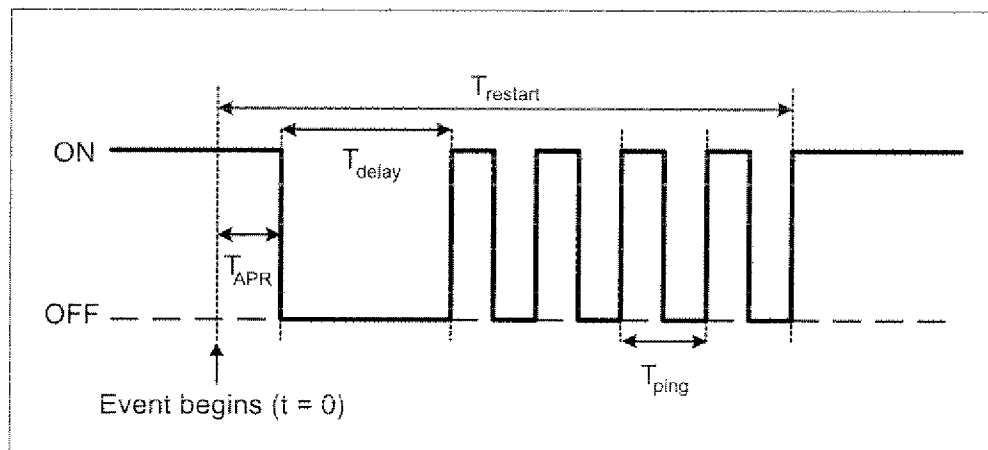 T_restart
ON
T_delay
T_APR
OFF
T_ping
Event begins (t = 0)